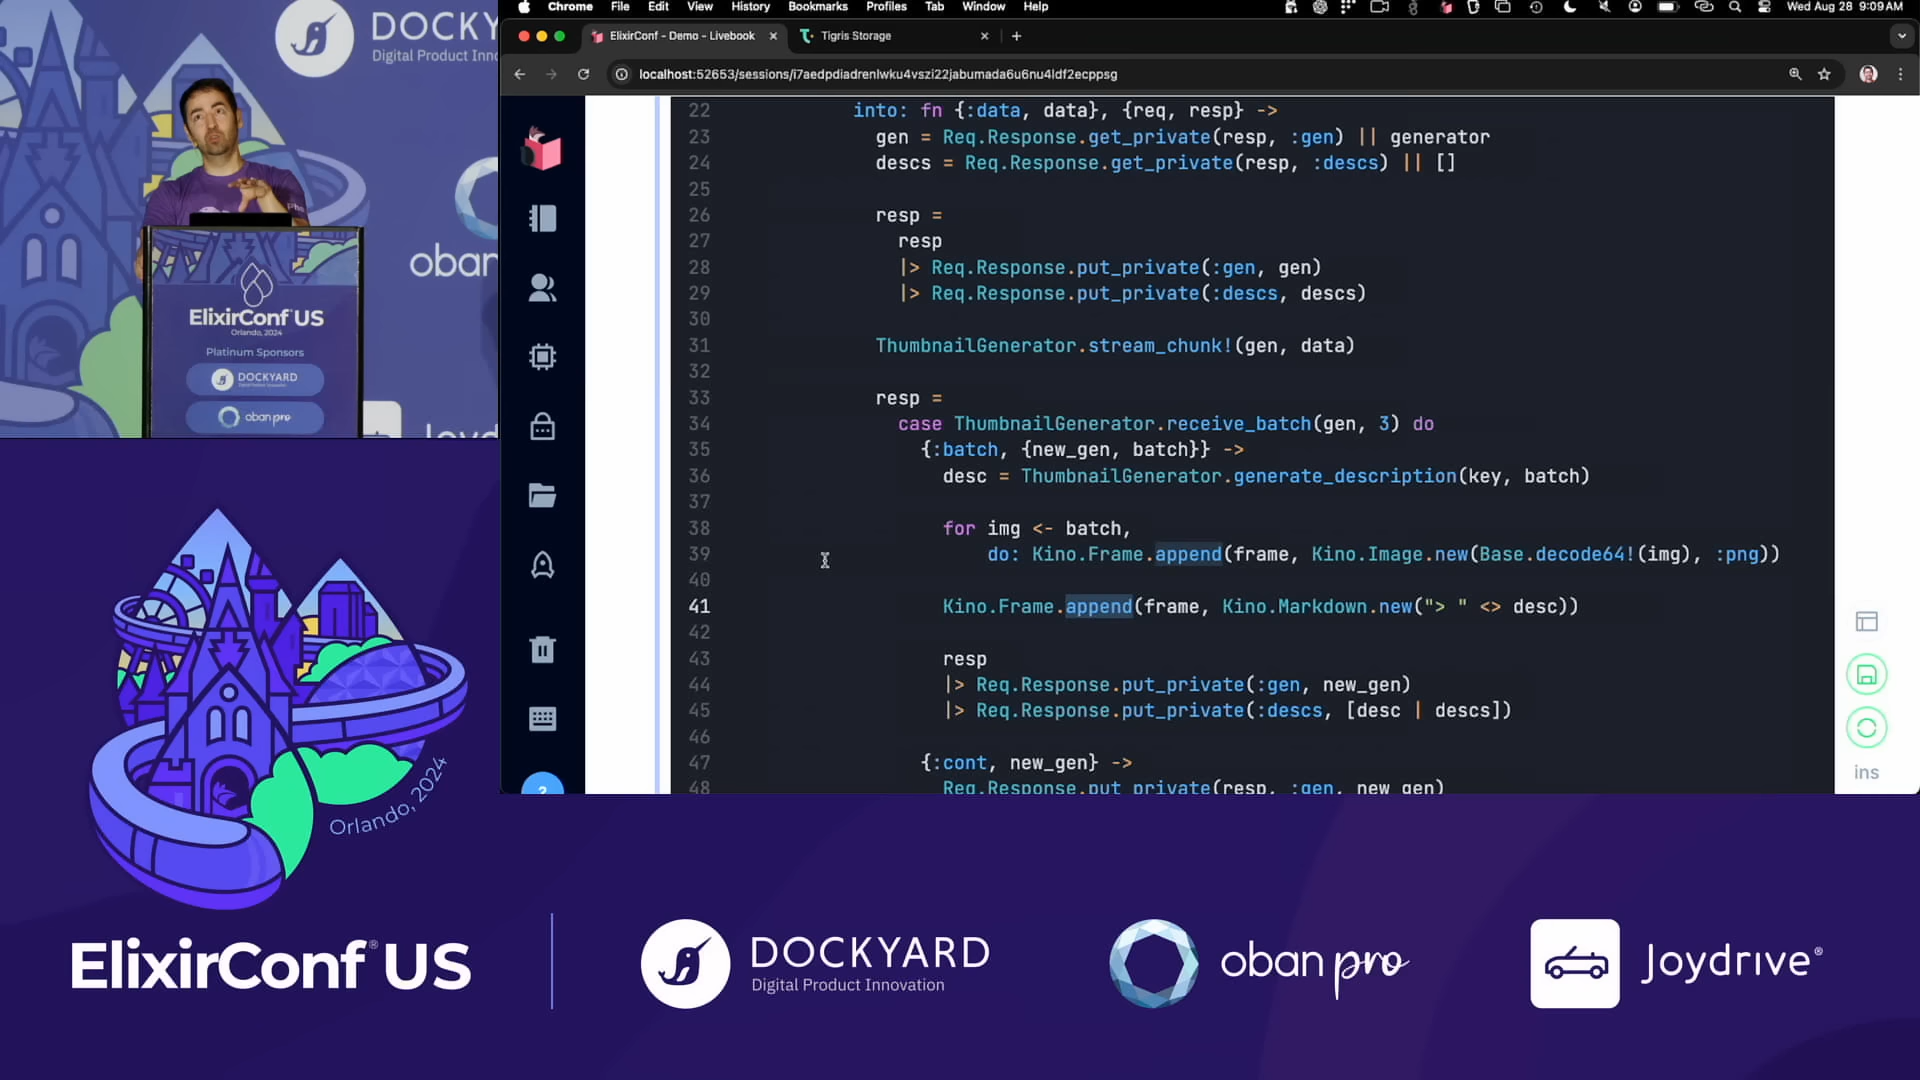 DOCKY
Digital Product Inno
oban
Joydri
ElixirConf US
Orlando, 2024
Platinum Sponsors
DOCKYARD
oban pro
Chrome File Edit View History Bookmarks Profiles Tab Window Help
Wed Aug 28 9:09 AM
ElixirConf - Demo - Livebook
Tigris Storage
localhost:52653/sessions/i7aedpdiadrenlwku4vszi22jabumada6u6nu4ldf2ecppsg
22 into: fn {:data, data}, {req, resp} ->
23 gen = Req.Response.get_private(resp, :gen) || generator
24 descs = Req.Response.get_private(resp, :descs) || []
25
26 resp =
27 resp
28 |> Req.Response.put_private(:gen, gen)
29 |> Req.Response.put_private(:descs, descs)
30
31 ThumbnailGenerator.stream_chunk!(gen, data)
32
33 resp =
34 case ThumbnailGenerator.receive_batch(gen, 3) do
35 {:batch, {new_gen, batch}} ->
36 desc = ThumbnailGenerator.generate_description(key, batch)
37
38 for img <- batch,
39 do: Kino.Frame.append(frame, Kino.Image.new(Base.decode64!(img), :png))
40
41 Kino.Frame.append(frame, Kino.Markdown.new("> " <> desc))
42
43 resp
44 |> Req.Response.put_private(:gen, new_gen)
45 |> Req.Response.put_private(:descs, [desc | descs])
46
47 {:cont, new_gen} ->
48 Req.Response.put_private(resp, :gen, new_gen)
ins
?
Orlando, 2024
ElixirConf® US
DOCKYARD
Digital Product Innovation
oban pro
Joydrive®